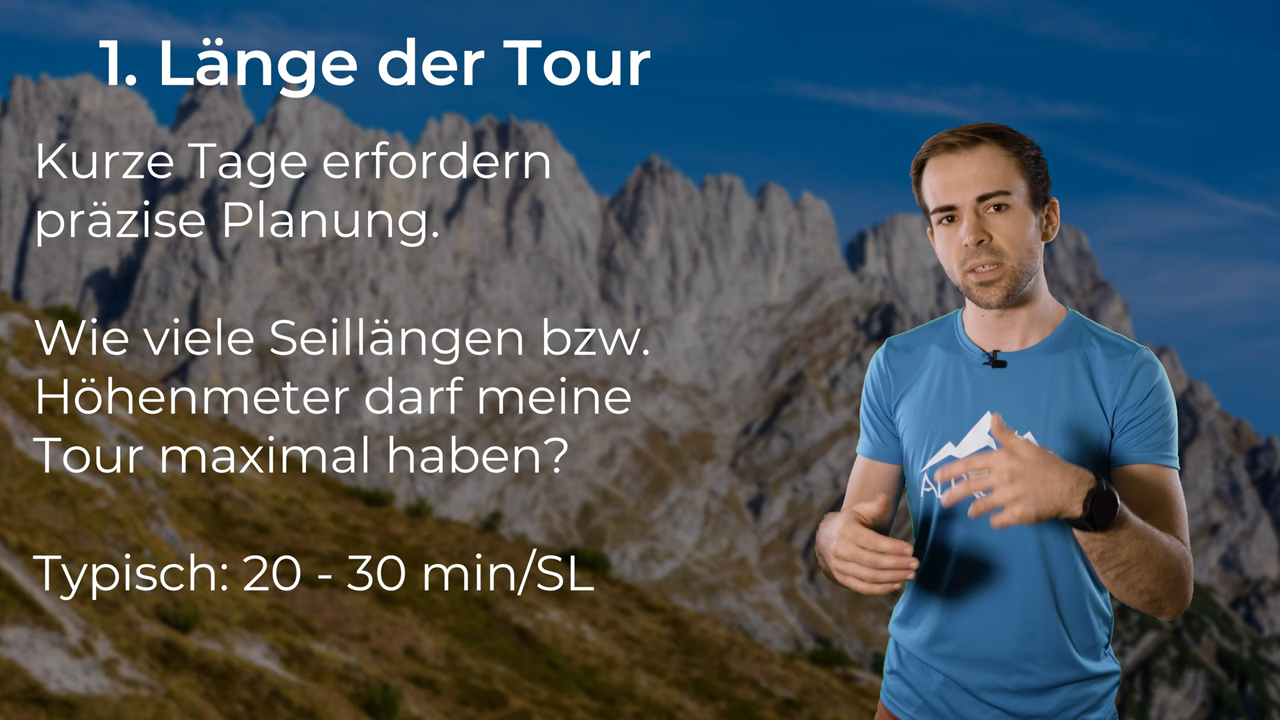 1. Länge der Tour
Kurze Tage erfordern
präzise Planung.
Wie viele Seillängen bzw.
Höhenmeter darf meine
Tour maximal haben?
Typisch: 20 - 30 min/SL